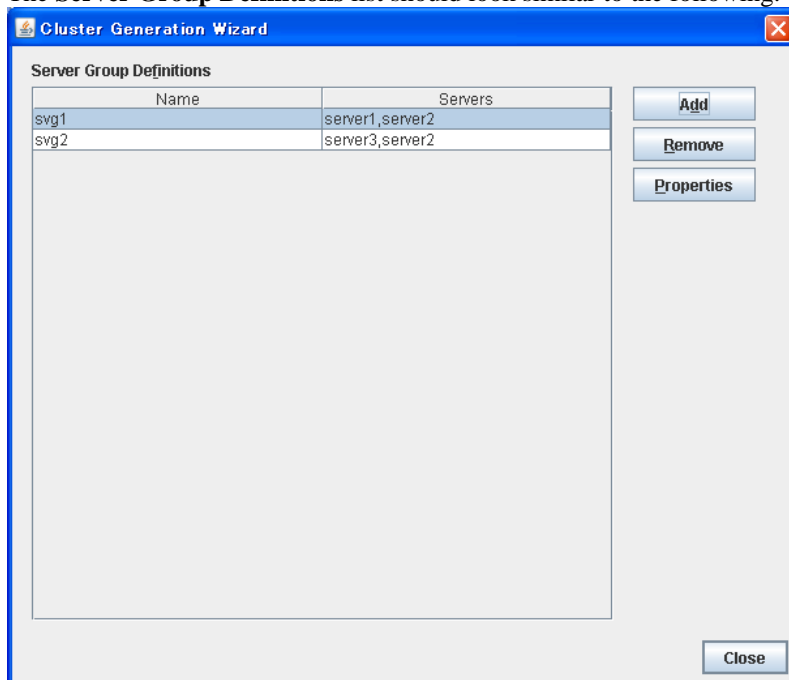 The Server Group Definitions list should look similar to the following:
Cluster Generation Wizard
Server Group Definitions
Name Servers
svg1 server1,server2
svg2 server3,server2
Add
Remove
Properties
Close